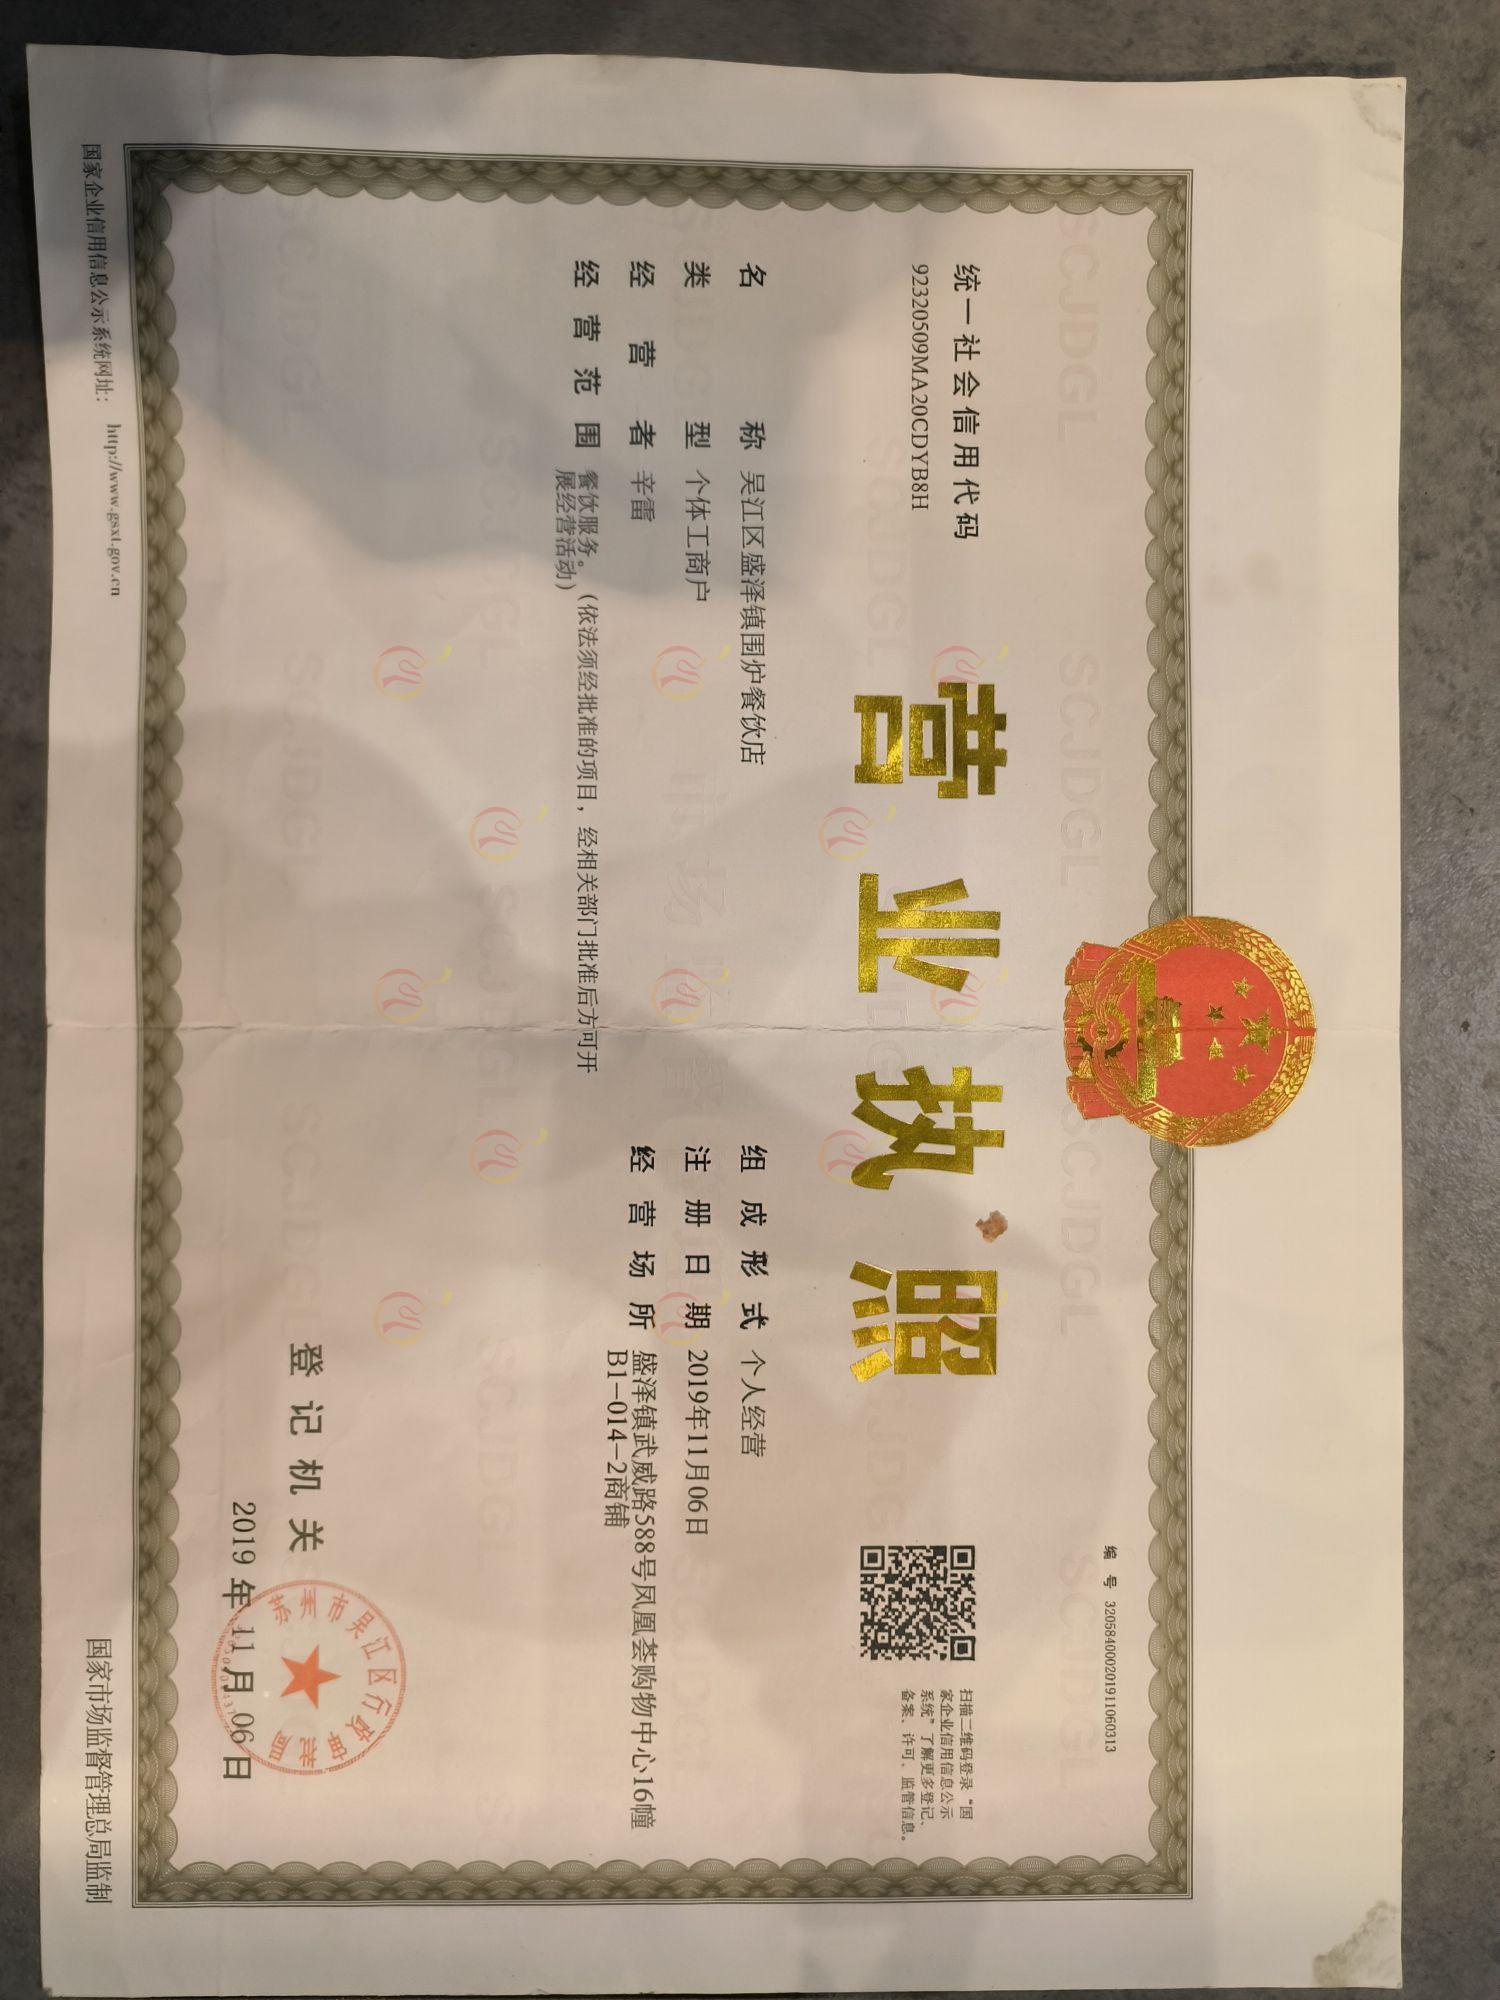 编 号 320584000201911060313
统一社会信用代码
92320509MA20CDYB8H
营业执照
扫描二维码登录“国
家企业信用信息公示
系统”了解更多登记、
备案、许可、监管信息。
名 称 吴江区盛泽镇围炉餐饮店
类 型 个体工商户
经 营 者 辛雷
经 营 范 围 餐饮服务。（依法须经批准的项目，经相关部门批准后方可开
展经营活动）
组 成 形 式 个人经营
注 册 日 期 2019年11月06日
经 营 场 所 盛泽镇武威路588号凤凰荟购物中心16幢
B1-014-2商铺
登 记 机 关
苏州市吴江区行政审批局
2019 年 11 月 06 日
国家企业信用信息公示系统网址： http://www.gsxt.gov.cn
国家市场监督管理总局监制